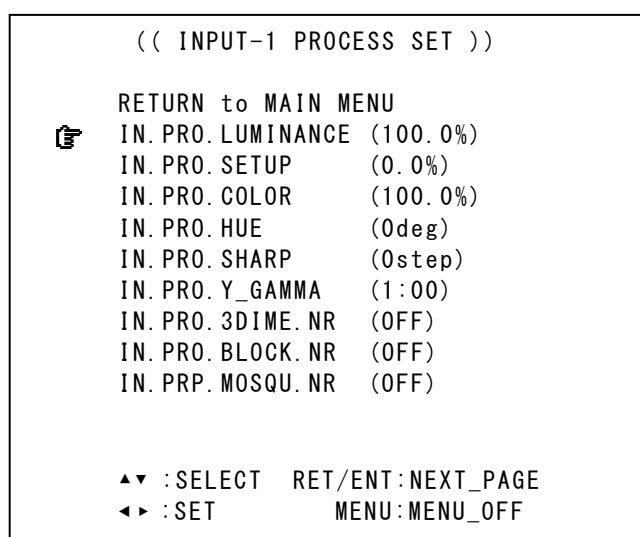 (( INPUT-1 PROCESS SET ))
RETURN to MAIN MENU
☞ IN.PRO.LUMINANCE (100.0%)
IN.PRO.SETUP (0.0%)
IN.PRO.COLOR (100.0%)
IN.PRO.HUE (0deg)
IN.PRO.SHARP (0step)
IN.PRO.Y_GAMMA (1:00)
IN.PRO.3DIME.NR (OFF)
IN.PRO.BLOCK.NR (OFF)
IN.PRP.MOSQU.NR (OFF)
▲▼ :SELECT RET/ENT:NEXT_PAGE
◄► :SET MENU:MENU_OFF